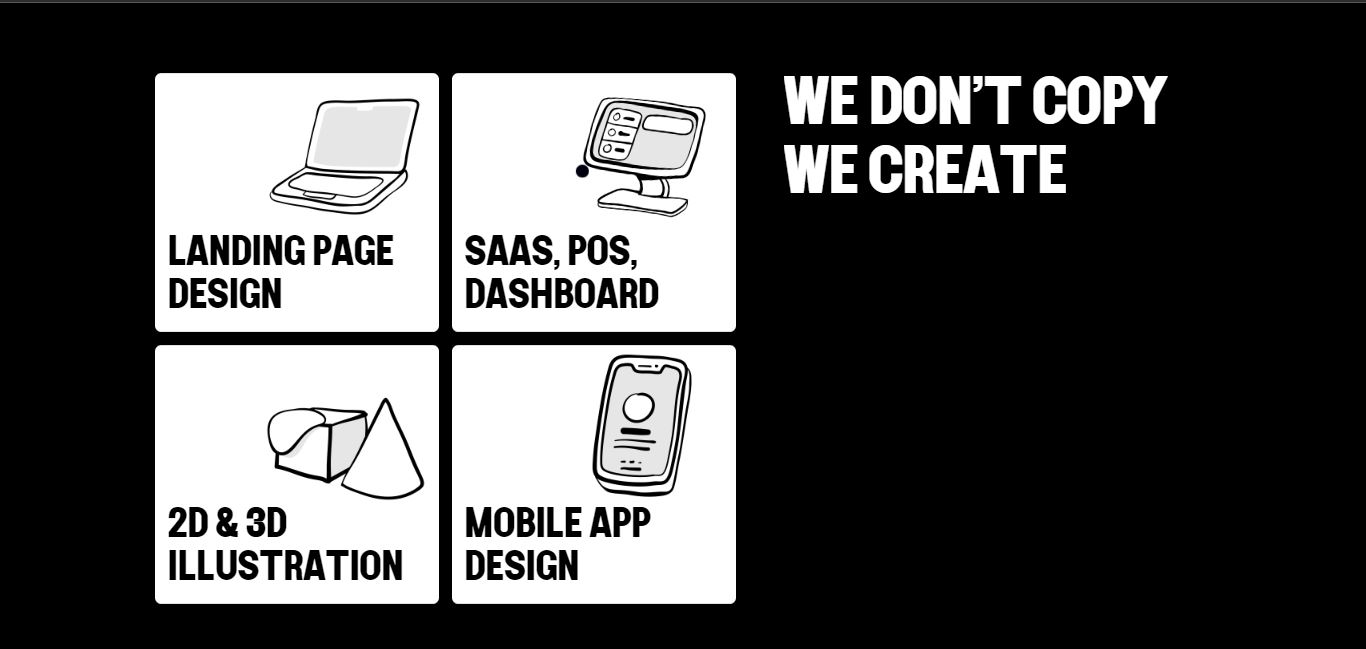 LANDING PAGE
DESIGN
SAAS, POS,
DASHBOARD
2D & 3D
ILLUSTRATION
MOBILE APP
DESIGN
WE DON’T COPY
WE CREATE